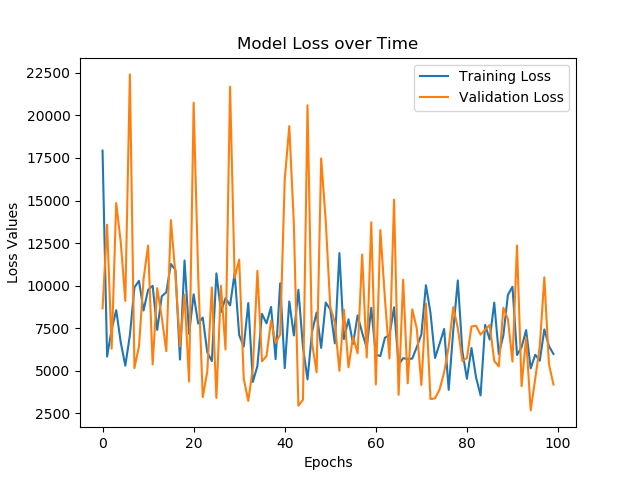 Model Loss over Time
Training Loss
Validation Loss
22500
20000
17500
15000
12500
10000
7500
5000
2500
Loss Values
0 20 40 60 80 100
Epochs